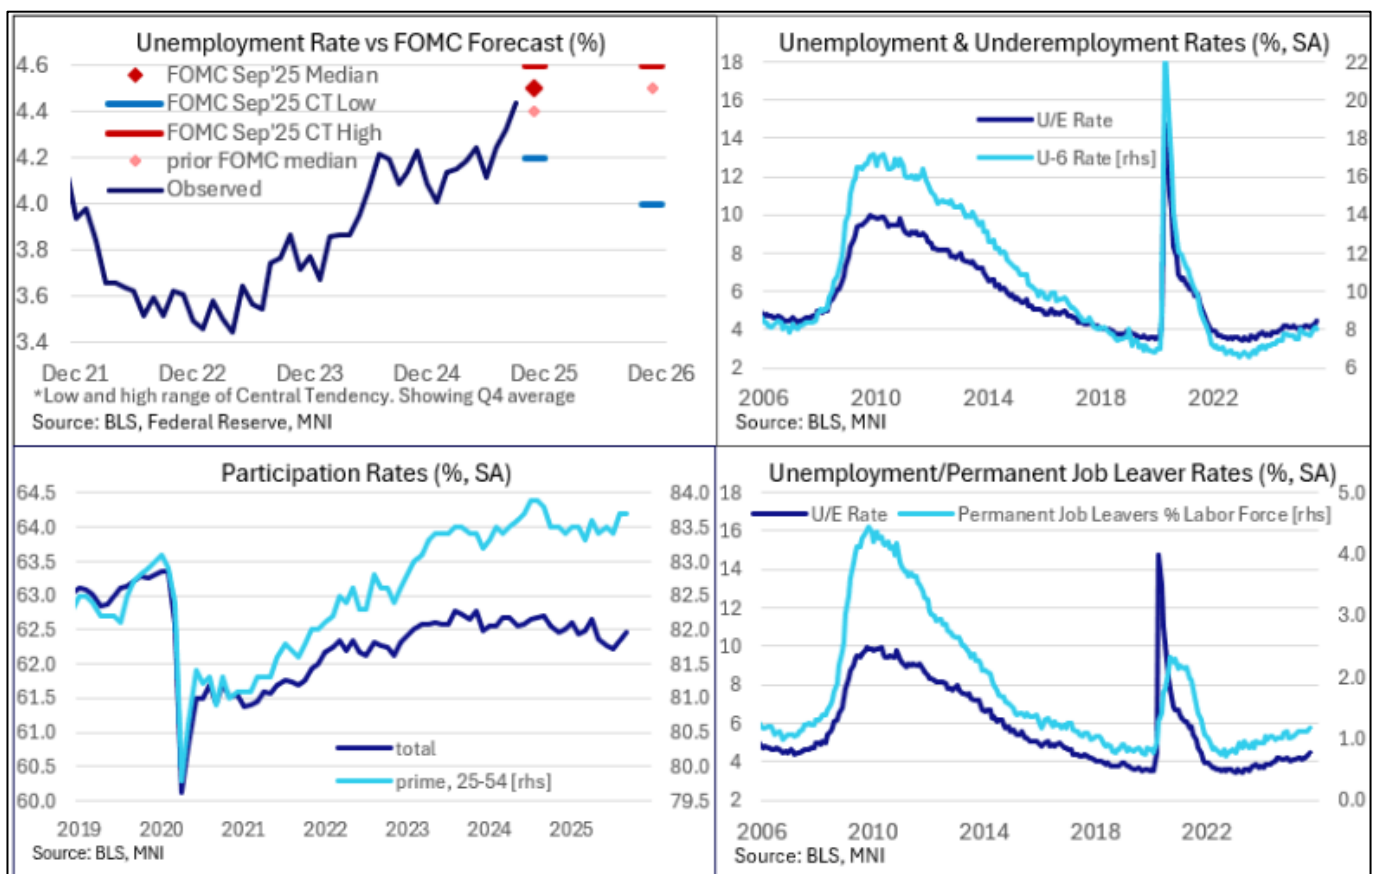 Unemployment Rate vs FOMC Forecast (%)
4.6
4.4
4.2
4.0
3.8
3.6
3.4
FOMC Sep'25 Median
FOMC Sep'25 CT Low
FOMC Sep'25 CT High
prior FOMC median
Observed
Dec 21 Dec 22 Dec 23 Dec 24 Dec 25 Dec 26
*Low and high range of Central Tendency. Showing Q4 average
Source: BLS, Federal Reserve, MNI
Unemployment & Underemployment Rates (%, SA)
18
16
14
12
10
8
6
4
2
U/E Rate
U-6 Rate [rhs]
22
20
18
16
14
12
10
8
6
2006 2010 2014 2018 2022
Source: BLS, MNI
Participation Rates (%, SA)
64.5
64.0
63.5
63.0
62.5
62.0
61.5
61.0
60.5
60.0
total
prime, 25-54 [rhs]
84.0
83.5
83.0
82.5
82.0
81.5
81.0
80.5
80.0
79.5
2019 2020 2021 2022 2023 2024 2025
Source: BLS, MNI
Unemployment/Permanent Job Leaver Rates (%, SA)
18
16
14
12
10
8
6
4
2
U/E Rate Permanent Job Leavers % Labor Force [rhs]
5.0
4.0
3.0
2.0
1.0
0.0
2006 2010 2014 2018 2022
Source: BLS, MNI